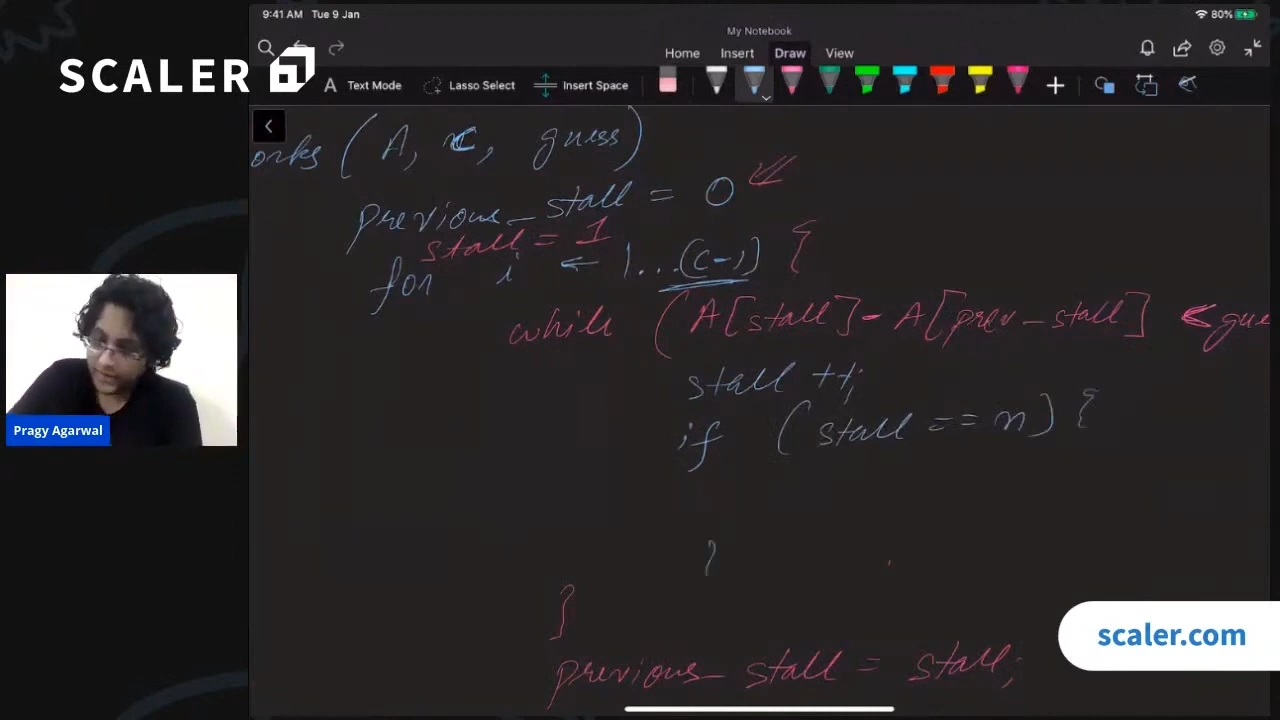 9:41 AM Tue 9 Jan
80%
My Notebook
Home Insert Draw View
SCALER
A Text Mode Lasso Select Insert Space
orks (A, c, guess)
previous_stall = 0
stall = 1
for i ← 1...(c-1) {
while (A[stall] - A[prev_stall] < gue
stall ++;
if (stall == n) {
}
}
previous_stall = stall;
Pragy Agarwal
scaler.com